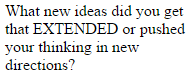 What new ideas did you get
that EXTENDED or pushed
your thinking in new
directions?